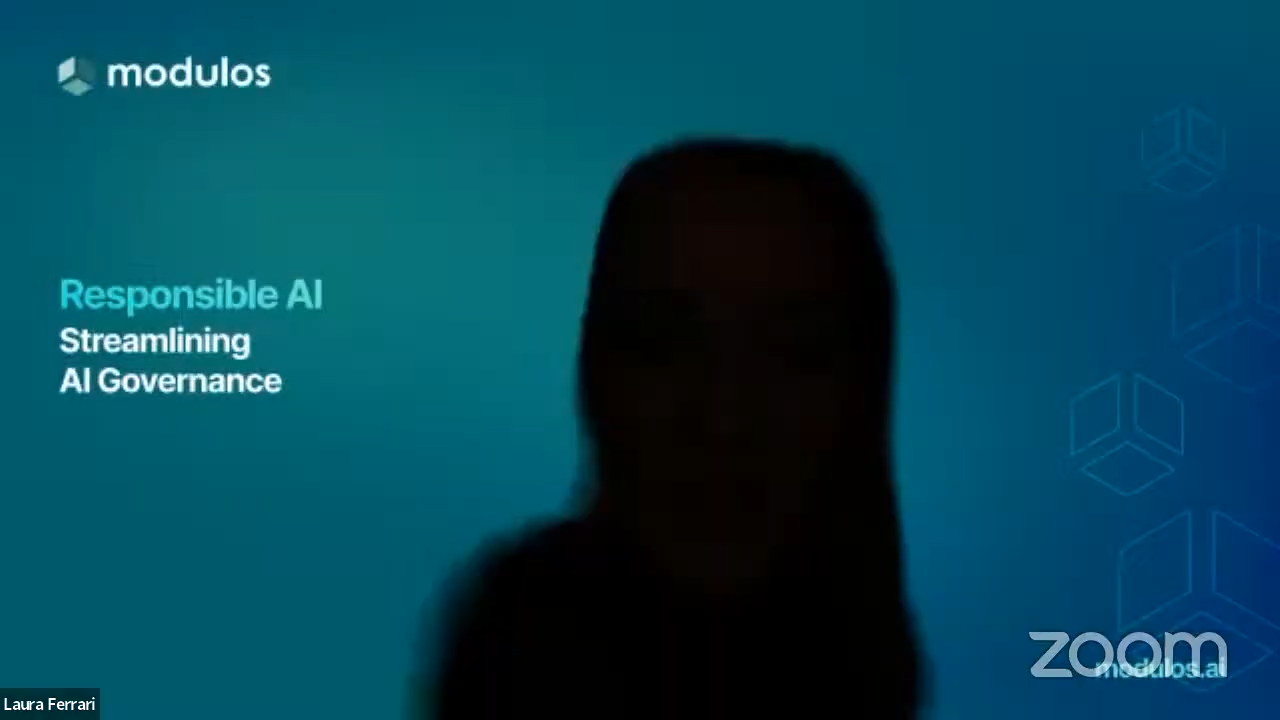 modulos
Responsible AI
Streamlining
AI Governance
zoom
modulos.ai
Laura Ferrari